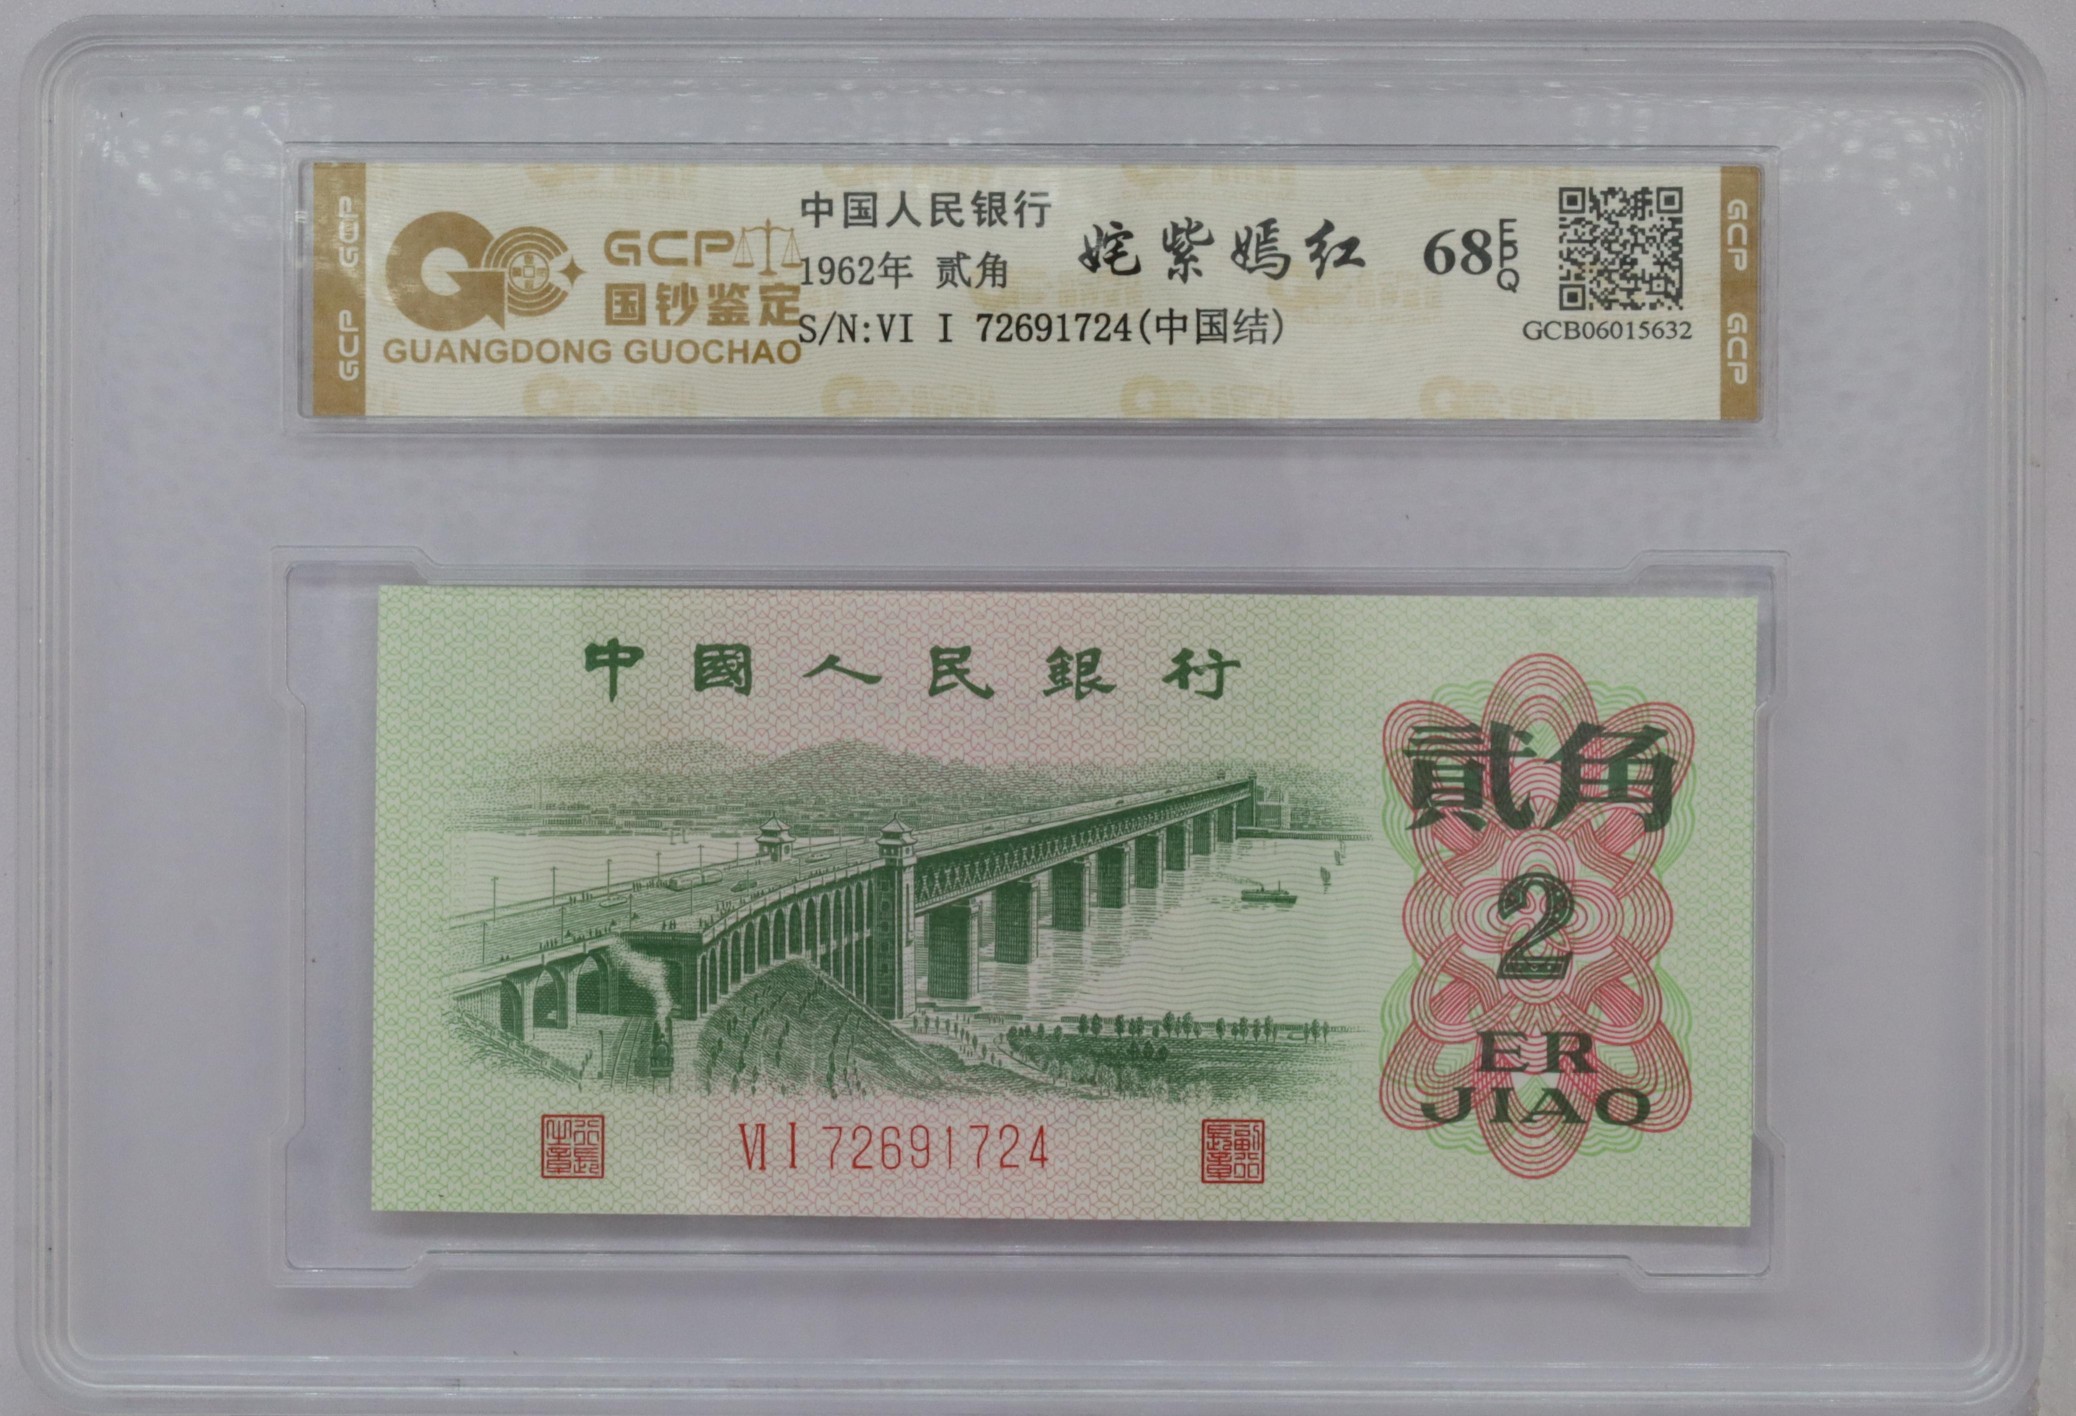 GCP
GCP
GCP
国钞鉴定
GUANGDONG GUOCHAO
中国人民银行
1962年 贰角
S/N:VI I 72691724(中国结)
姹紫嫣红
68 EPQ
GCB06015632
GCP
GCP
中國人民銀行
貳角
2
ER
JIAO
VI I 72691724